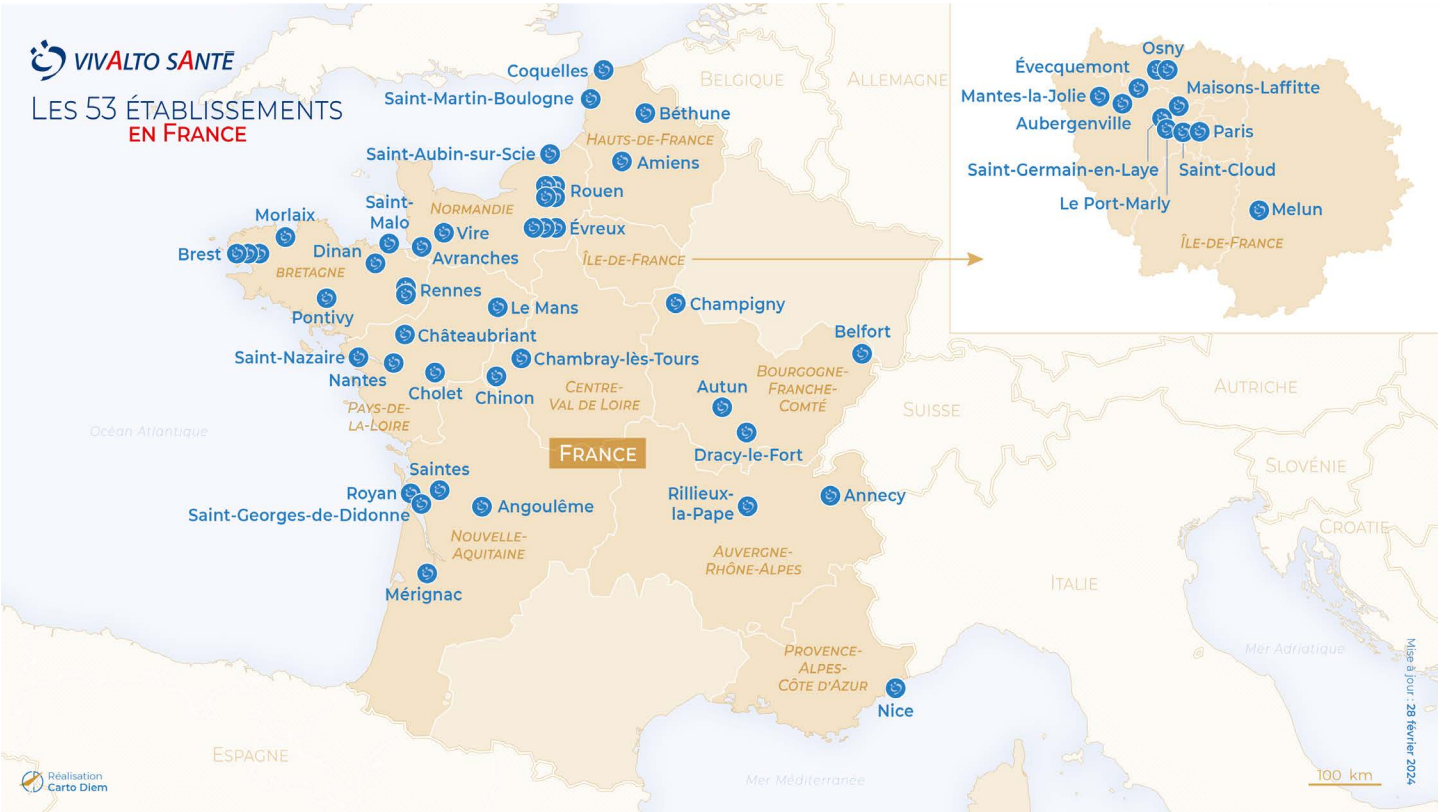 VIVALTO SANTÉ
LES 53 ÉTABLISSEMENTS
EN FRANCE
Coquelles
Saint-Martin-Boulogne
Béthune
HAUTS-DE-FRANCE
Saint-Aubin-sur-Scie
Amiens
Rouen
Saint-
Malo
NORMANDIE
Morlaix
Vire
Évreux
Brest
Dinan
Avranches
BRETAGNE
ÎLE-DE-FRANCE
Rennes
Pontivy
Le Mans
Champigny
Châteaubriant
Belfort
Saint-Nazaire
Chambray-lès-Tours
Nantes
Cholet
Chinon
CENTRE-
VAL DE LOIRE
Autun
BOURGOGNE-
FRANCHE-
COMTÉ
PAYS-DE-
LA-LOIRE
Océan Atlantique
FRANCE
Dracy-le-Fort
Saintes
Royan
Saint-Georges-de-Didonne
Angoulême
Rillieux-
la-Pape
Annecy
NOUVELLE-
AQUITAINE
AUVERGNE-
RHÔNE-ALPES
Mérignac
PROVENCE-
ALPES-
CÔTE D'AZUR
Nice
BELGIQUE
ALLEMAGNE
SUISSE
AUTRICHE
SLOVÉNIE
CROATIE
ITALIE
Mer Adriatique
ESPAGNE
Mer Méditerranée
Osny
Évecquemont
Mantes-la-Jolie
Maisons-Laffitte
Aubergenville
Paris
Saint-Germain-en-Laye
Saint-Cloud
Le Port-Marly
Melun
ÎLE-DE-FRANCE
Mise à jour : 28 février 2024
100 km
Réalisation
Carto Diem